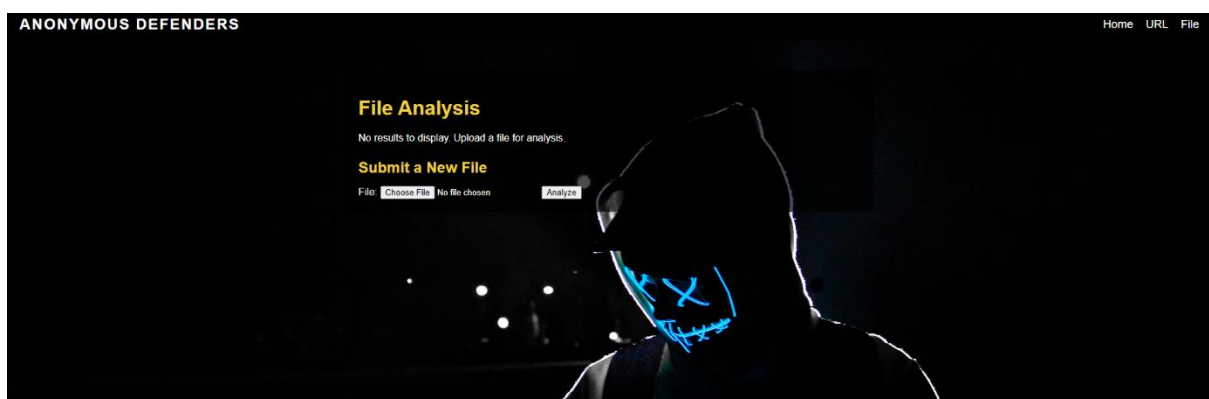 ANONYMOUS DEFENDERS
Home URL File
File Analysis
No results to display. Upload a file for analysis.
Submit a New File
File: Choose File No file chosen Analyze